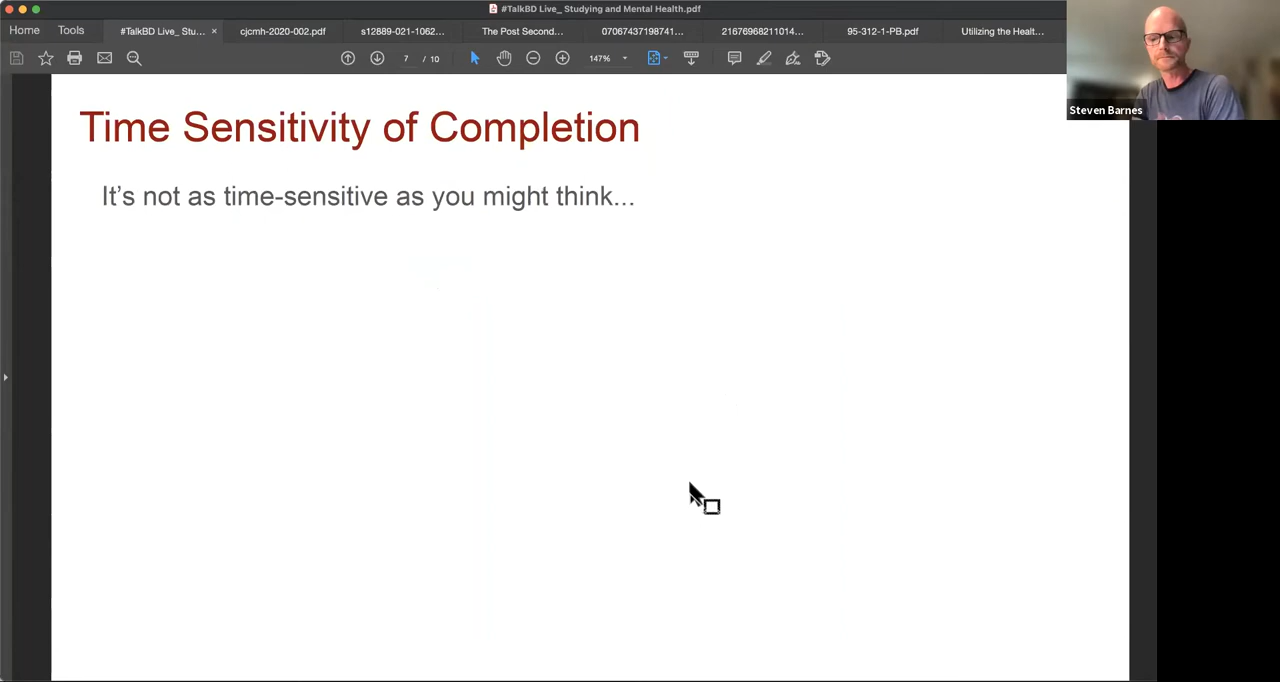 #TalkBD Live_ Studying and Mental Health.pdf
Home Tools #TalkBD Live_ Stu... × cjcmh-2020-002.pdf s12889-021-1062... The Post Second... 07067437198741... 21676968211014... 95-312-1-PB.pdf Utilizing the Healt...
7 / 10 147%
Steven Barnes
Time Sensitivity of Completion
It’s not as time-sensitive as you might think...